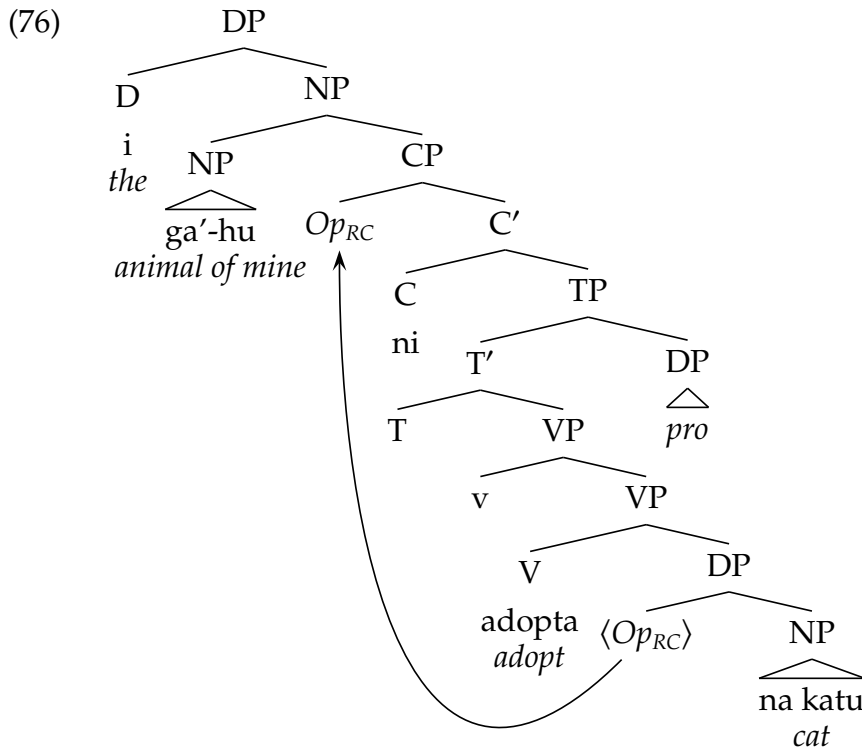 (76)
DP
D NP
i
the
NP CP
ga′-hu
animal of mine
Op_RC C′
C TP
ni
T′ DP
pro
T VP
v VP
V DP
adopta
adopt
⟨Op_RC⟩ NP
na katu
cat